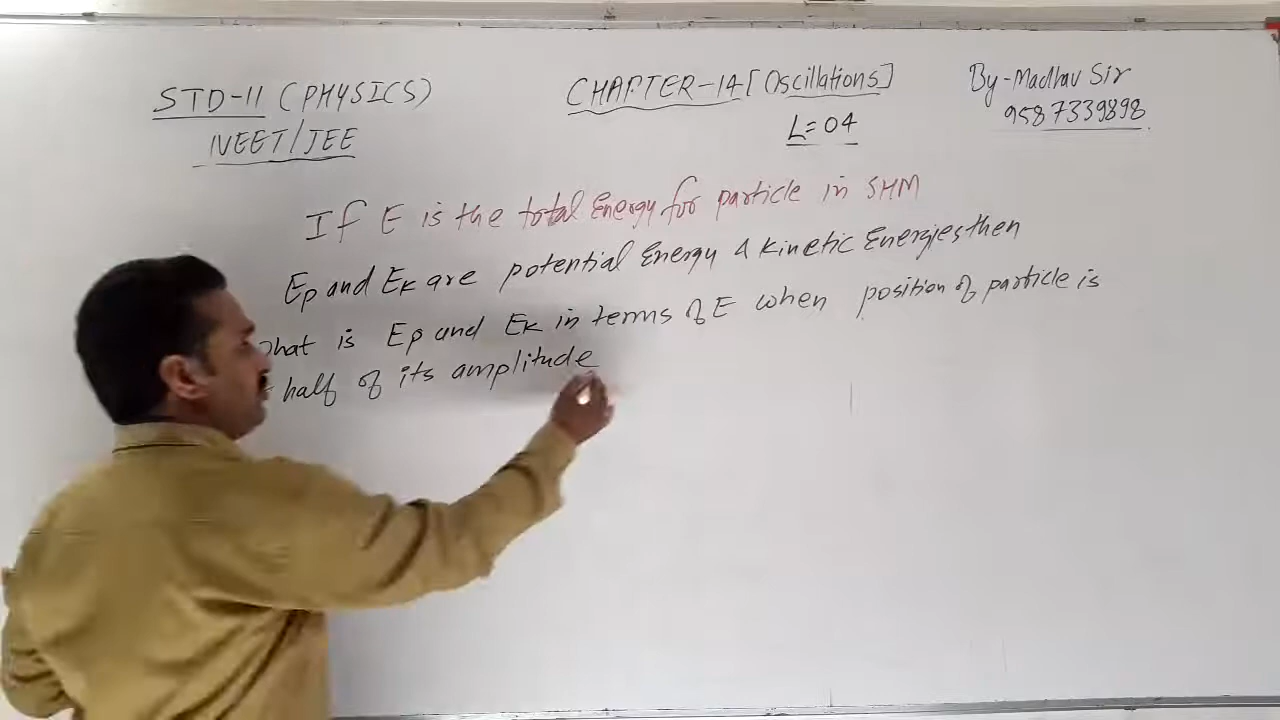 STD-11 (PHYSICS)
NEET/JEE
CHAPTER-14 [Oscillations]
L=04
By-Madhav Sir
9587339898
If E is the total Energy for particle in SHM
Ep and EK are potential Energy & kinetic Energies then
what is Ep and EK in terms of E when position of particle is
half of its amplitude